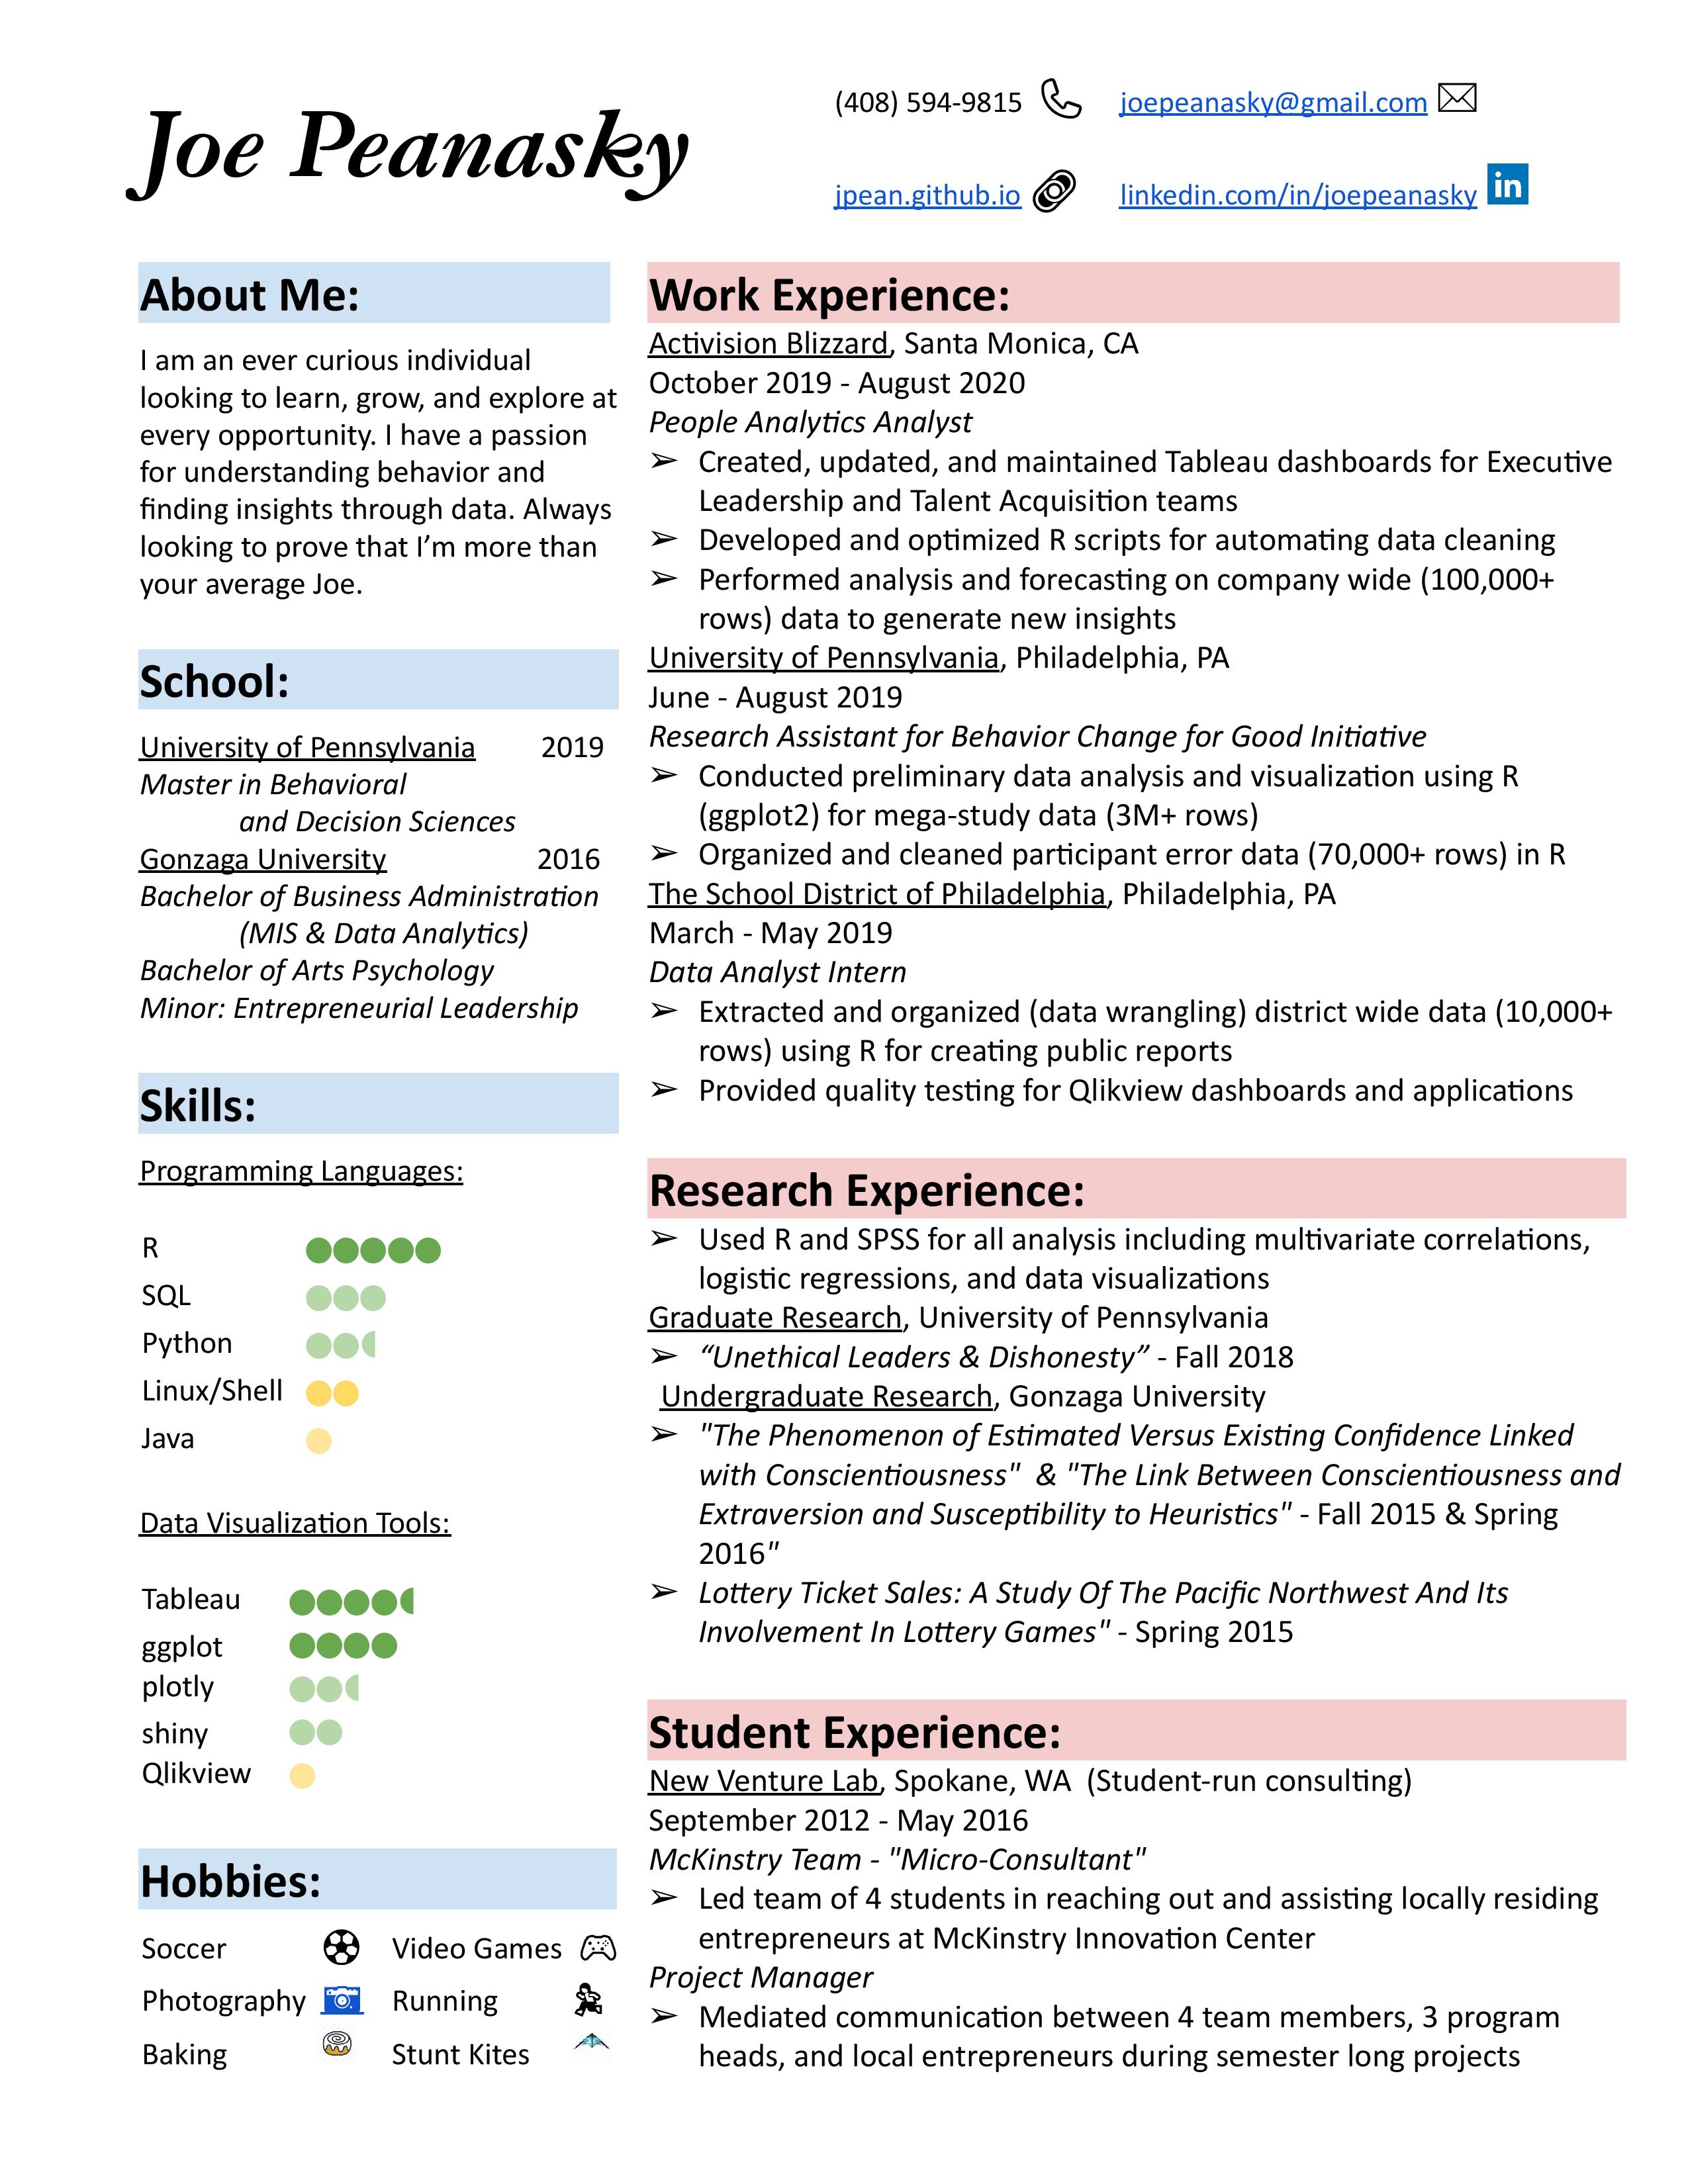 Joe Peanasky
(408) 594-9815
joepeanasky@gmail.com
jpean.github.io
linkedin.com/in/joepeanasky
in
About Me:
I am an ever curious individual
looking to learn, grow, and explore at
every opportunity. I have a passion
for understanding behavior and
finding insights through data. Always
looking to prove that I’m more than
your average Joe.
School:
University of Pennsylvania 2019
Master in Behavioral
and Decision Sciences
Gonzaga University 2016
Bachelor of Business Administration
(MIS & Data Analytics)
Bachelor of Arts Psychology
Minor: Entrepreneurial Leadership
Skills:
Programming Languages:
R
SQL
Python
Linux/Shell
Java
Data Visualization Tools:
Tableau
ggplot
plotly
shiny
Qlikview
Hobbies:
Soccer Video Games
Photography Running
Baking Stunt Kites
Work Experience:
Activision Blizzard, Santa Monica, CA
October 2019 - August 2020
People Analytics Analyst
➢ Created, updated, and maintained Tableau dashboards for Executive
Leadership and Talent Acquisition teams
➢ Developed and optimized R scripts for automating data cleaning
➢ Performed analysis and forecasting on company wide (100,000+
rows) data to generate new insights
University of Pennsylvania, Philadelphia, PA
June - August 2019
Research Assistant for Behavior Change for Good Initiative
➢ Conducted preliminary data analysis and visualization using R
(ggplot2) for mega-study data (3M+ rows)
➢ Organized and cleaned participant error data (70,000+ rows) in R
The School District of Philadelphia, Philadelphia, PA
March - May 2019
Data Analyst Intern
➢ Extracted and organized (data wrangling) district wide data (10,000+
rows) using R for creating public reports
➢ Provided quality testing for Qlikview dashboards and applications
Research Experience:
➢ Used R and SPSS for all analysis including multivariate correlations,
logistic regressions, and data visualizations
Graduate Research, University of Pennsylvania
➢ “Unethical Leaders & Dishonesty” - Fall 2018
Undergraduate Research, Gonzaga University
➢ "The Phenomenon of Estimated Versus Existing Confidence Linked
with Conscientiousness" & "The Link Between Conscientiousness and
Extraversion and Susceptibility to Heuristics" - Fall 2015 & Spring
2016"
➢ Lottery Ticket Sales: A Study Of The Pacific Northwest And Its
Involvement In Lottery Games" - Spring 2015
Student Experience:
New Venture Lab, Spokane, WA (Student-run consulting)
September 2012 - May 2016
McKinstry Team - "Micro-Consultant"
➢ Led team of 4 students in reaching out and assisting locally residing
entrepreneurs at McKinstry Innovation Center
Project Manager
➢ Mediated communication between 4 team members, 3 program
heads, and local entrepreneurs during semester long projects